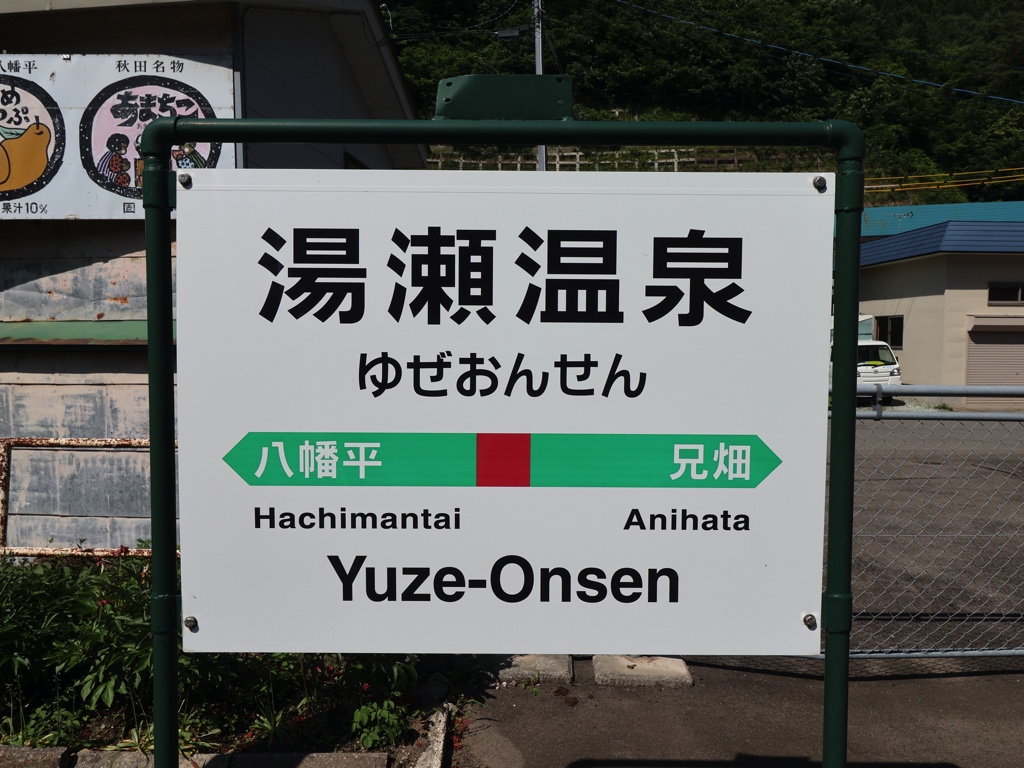 八幡平
秋田名物
果汁10%
湯瀬温泉
ゆぜおんせん
八幡平
兄畑
Hachimantai
Anihata
Yuze-Onsen